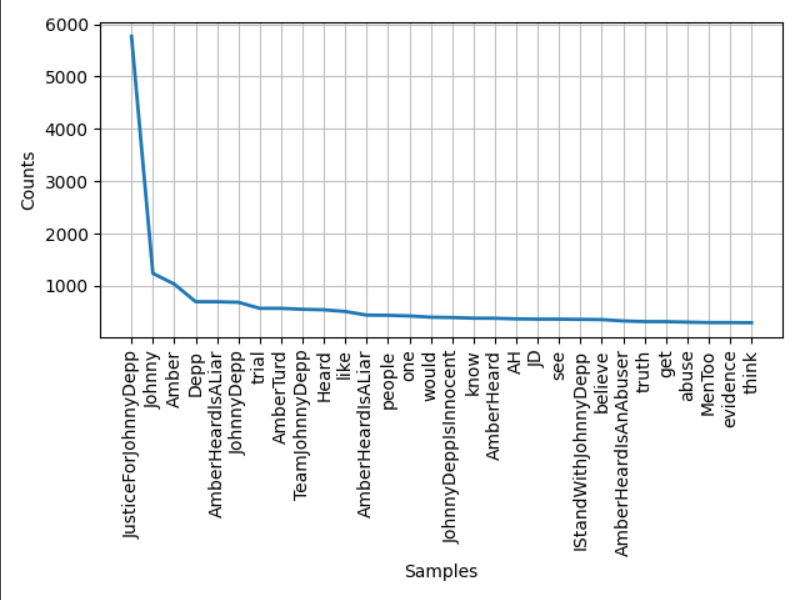 6000
5000
4000
3000
2000
1000
Counts
JusticeForJohnnyDepp
Johnny
Amber
Depp
AmberHeardIsALiar
JohnnyDepp
trial
AmberTurd
TeamJohnnyDepp
Heard
like
AmberHeardIsALiar
people
one
would
JohnnyDeppIsInnocent
know
AmberHeard
AH
JD
see
IStandWithJohnnyDepp
believe
AmberHeardIsAnAbuser
truth
get
abuse
MenToo
evidence
think
Samples